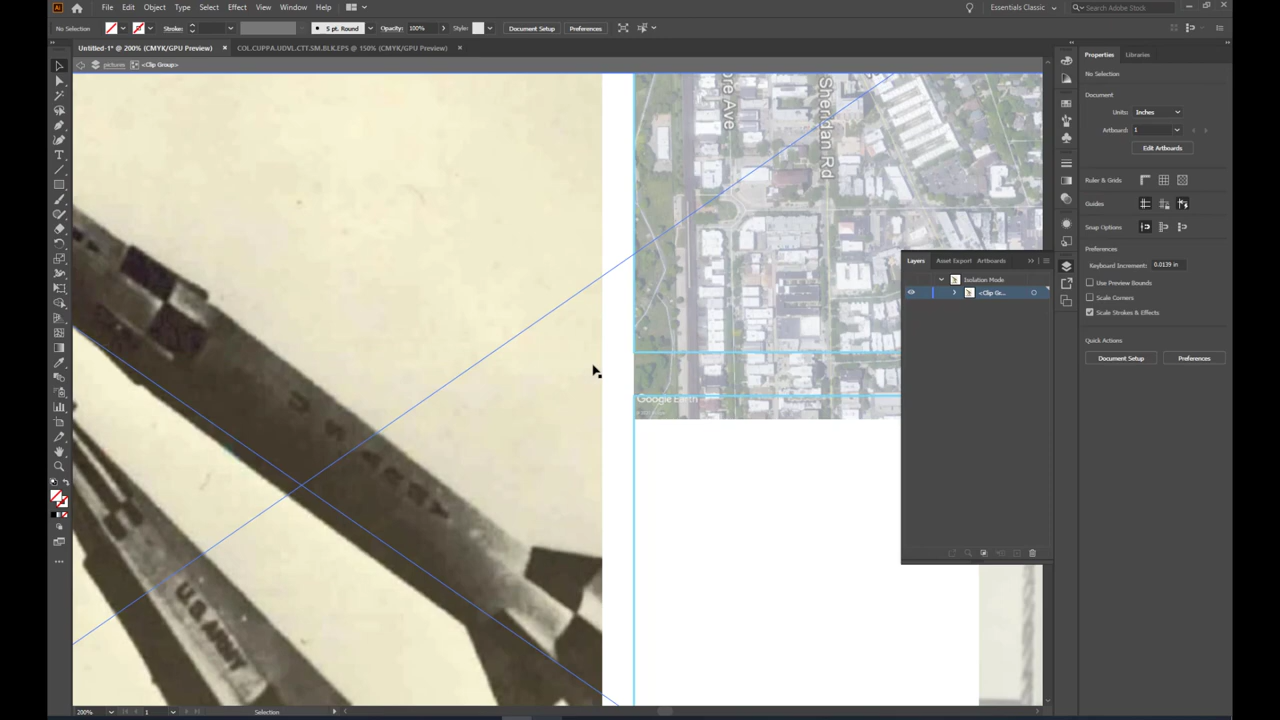 File Edit Object Type Select Effect View Window Help
Essentials Classic
Search Adobe Stock
No Selection Stroke: 5 pt. Round Opacity: 100% Style: Document Setup Preferences
Untitled-1* @ 200% (CMYK/GPU Preview) × COL.CUPPA.UDVL.CTT.SM.BLK.EPS @ 150% (CMYK/GPU Preview) ×
pictures <Clip Group>
Sheridan Rd
Google Earth
U S ARMY
U.S. ARMY
Layers Asset Export Artboards
Isolation Mode
<Clip Gr...
Properties Libraries
No Selection
Document
Units: Inches
Artboard: 1
Edit Artboards
Ruler & Grids
Guides
Snap Options
Preferences
Keyboard Increment: 0.0139 in
Use Preview Bounds
Scale Corners
Scale Strokes & Effects
Quick Actions
Document Setup Preferences
200% 1 Selection